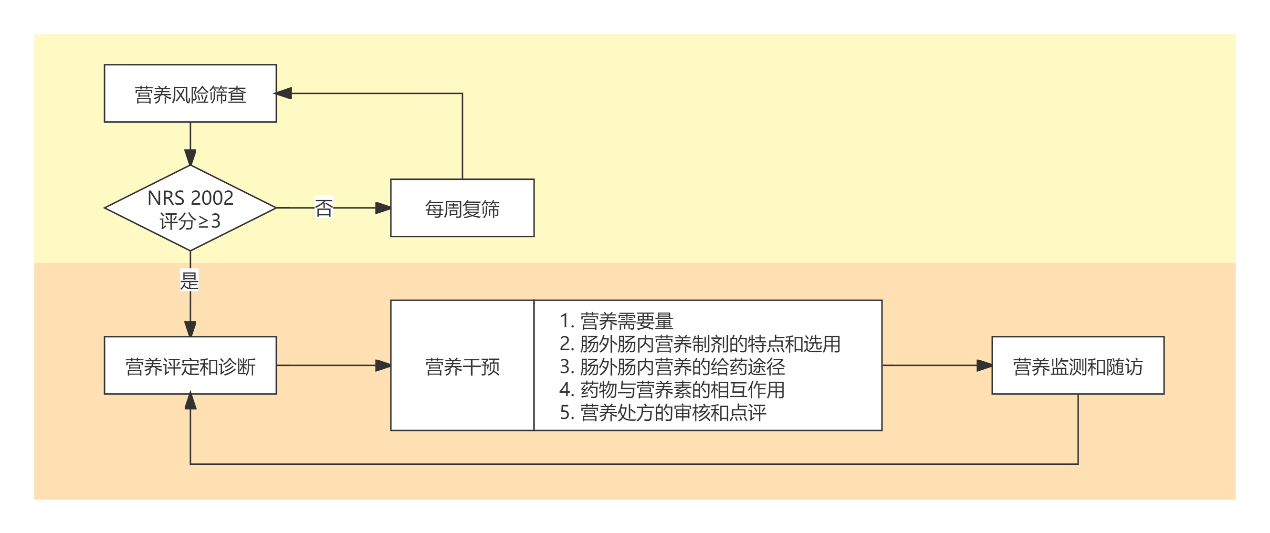 营养风险筛查
NRS 2002
评分≥3
否
每周复筛
是
营养评定和诊断
营养干预
1. 营养需要量
2. 肠外肠内营养制剂的特点和选用
3. 肠外肠内营养的给药途径
4. 药物与营养素的相互作用
5. 营养处方的审核和点评
营养监测和随访